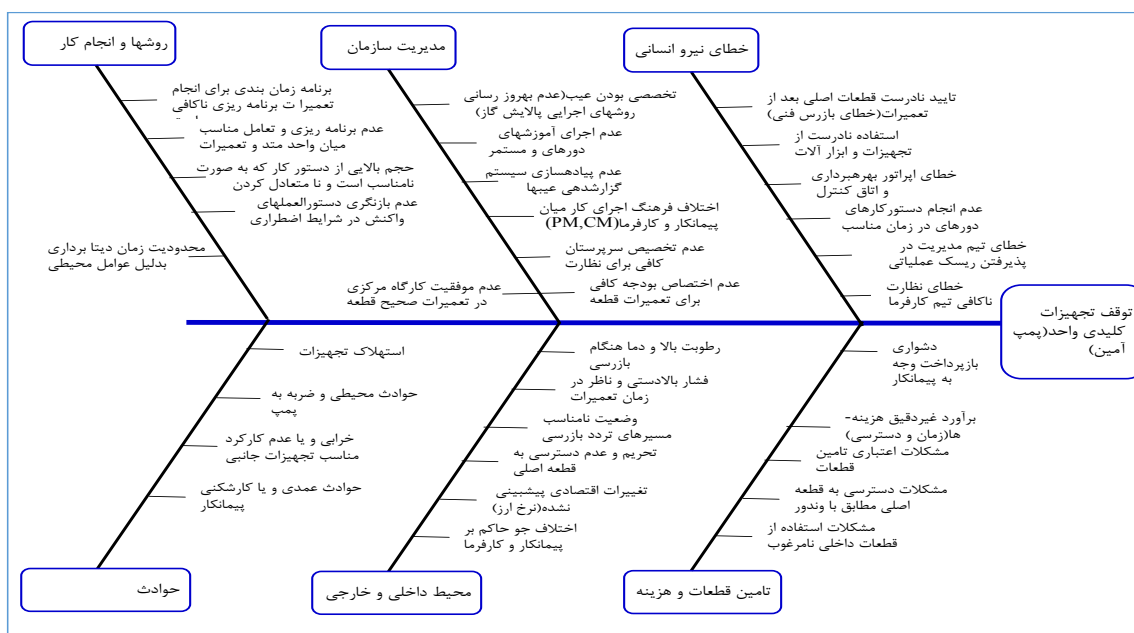 روشها و انجام کار
مدیریت سازمان
خطای نیرو انسانی
برنامه زمان بندی برای انجام
تعمیرا ت برنامه ریزی ناکافی
عدم برنامه ریزی و تعامل مناسب
میان واحد متد و تعمیرات
حجم بالایی از دستور کار که به صورت
نامناسب است و نا متعادل کردن
عدم بازنگری دستورالعملهای
واکنش در شرایط اضطراری
محدودیت زمان دیتا برداری
بدلیل عوامل محیطی
تخصصی بودن عیب(عدم بهروز رسانی
روشهای اجرایی پالایش گاز)
عدم اجرای آموزشهای
دورهای و مستمر
عدم پیادهسازی سیستم
گزارشدهی عیبها
اختلاف فرهنگ اجرای کار میان
پیمانکار و کارفرما(PM,CM)
عدم تخصیص سرپرستان
کافی برای نظارت
عدم اختصاص بودجه کافی
برای تعمیرات قطعه
عدم موفقیت کارگاه مرکزی
در تعمیرات صحیح قطعه
تایید نادرست قطعات اصلی بعد از
تعمیرات(خطای بازرس فنی)
استفاده نادرست از
تجهیزات و ابزار آلات
خطای اپراتور بهرهبرداری
و اتاق کنترل
عدم انجام دستورکارهای
دورهای در زمان مناسب
خطای تیم مدیریت در
پذیرفتن ریسک عملیاتی
خطای نظارت
ناکافی تیم کارفرما
توقف تجهیزات
کلیدی واحد(پمپ
آمین)
استهلاک تجهیزات
حوادث محیطی و ضربه به
پمپ
خرابی و یا عدم کارکرد
مناسب تجهیزات جانبی
حوادث عمدی و یا کارشکنی
پیمانکار
رطوبت بالا و دما هنگام
بازرسی
فشار بالادستی و ناظر در
زمان تعمیرات
وضعیت نامناسب
مسیرهای تردد بازرسی
تحریم و عدم دسترسی به
قطعه اصلی
تغییرات اقتصادی پیشبینی
نشده(نرخ ارز)
اختلاف جو حاکم بر
پیمانکار و کارفرما
دشواری
بازپرداخت وجه
به پیمانکار
برآورد غیردقیق هزینه-
ها(زمان و دسترسی)
مشکلات اعتباری تامین
قطعات
مشکلات دسترسی به قطعه
اصلی مطابق با وندور
مشکلات استفاده از
قطعات داخلی نامرغوب
حوادث
محیط داخلی و خارجی
تامین قطعات و هزینه